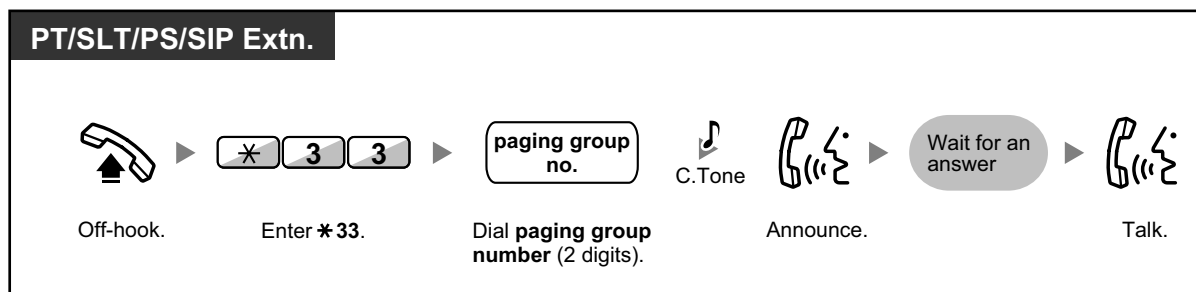 PT/SLT/PS/SIP Extn.
* 3 3
paging group
no.
C.Tone
Wait for an
answer
Off-hook.
Enter *33.
Dial paging group
number (2 digits).
Announce.
Talk.